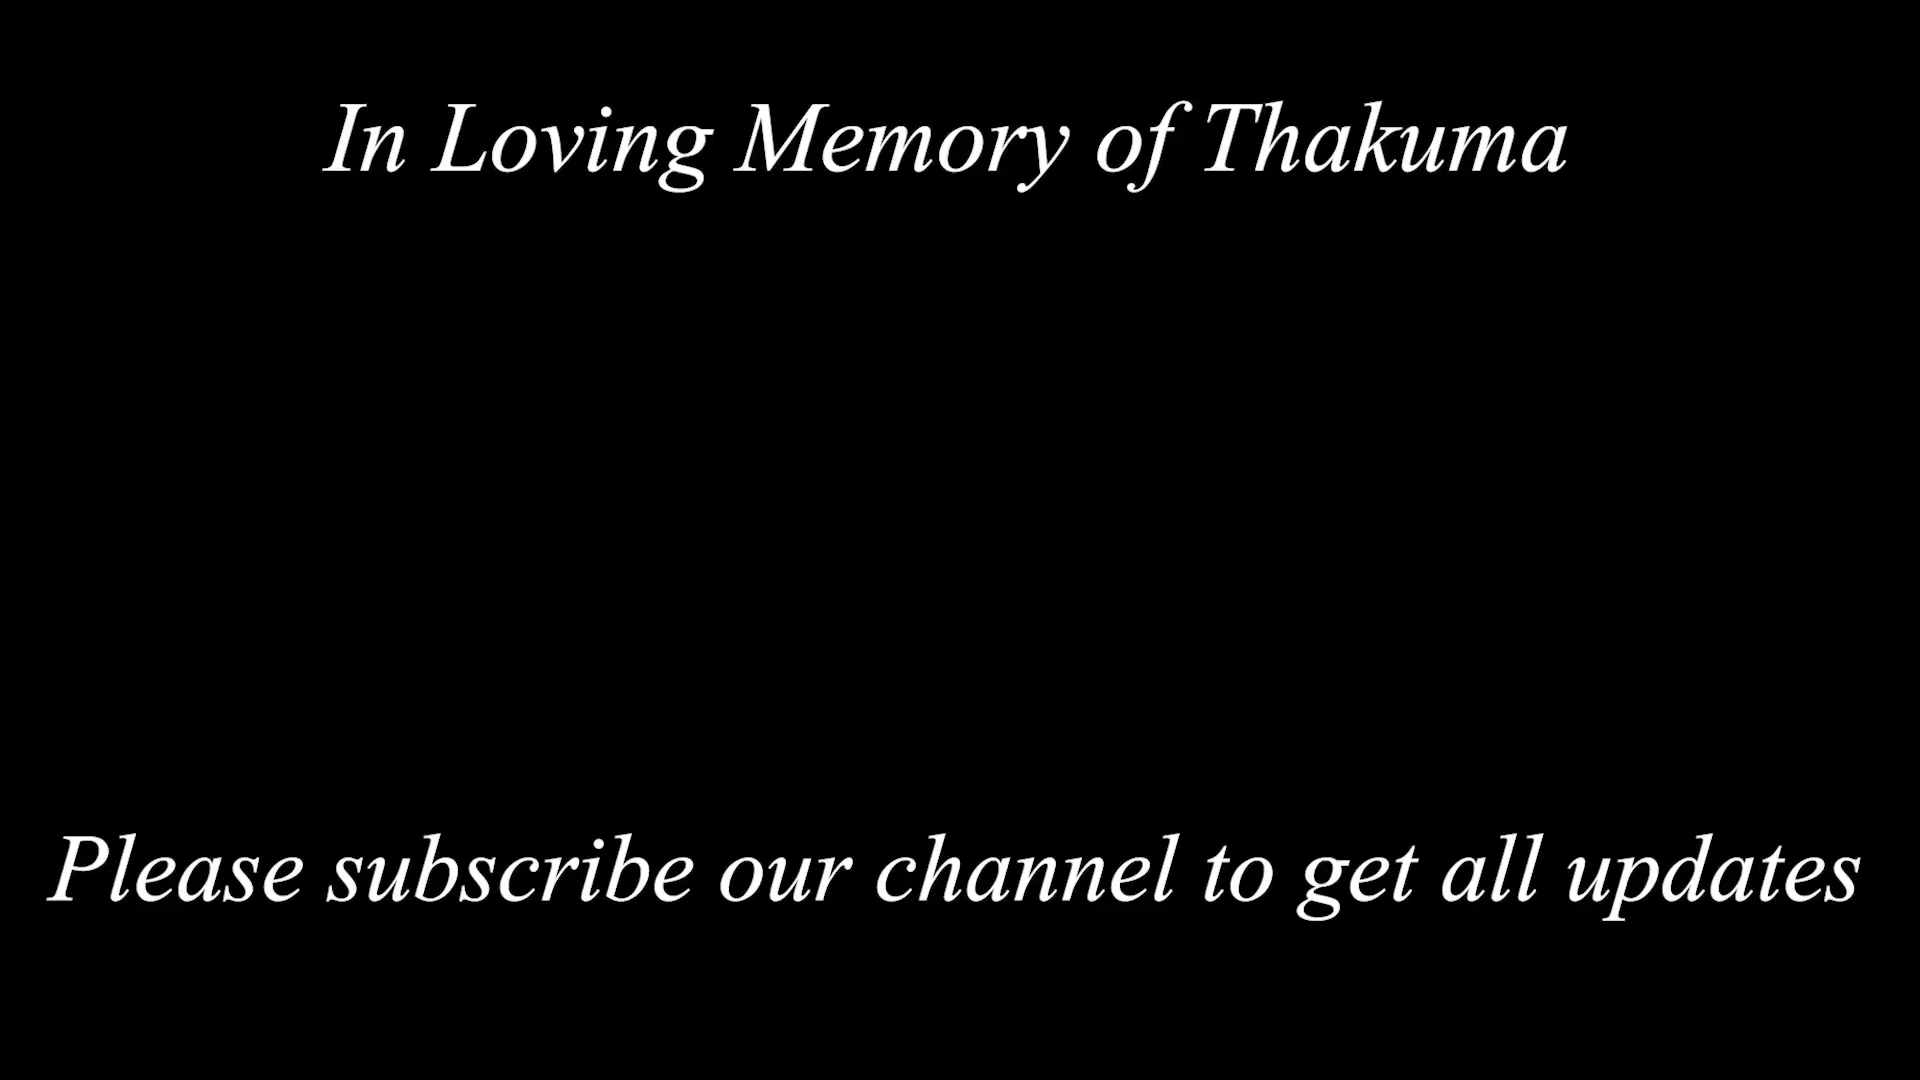 In Loving Memory of Thakuma
Please subscribe our channel to get all updates